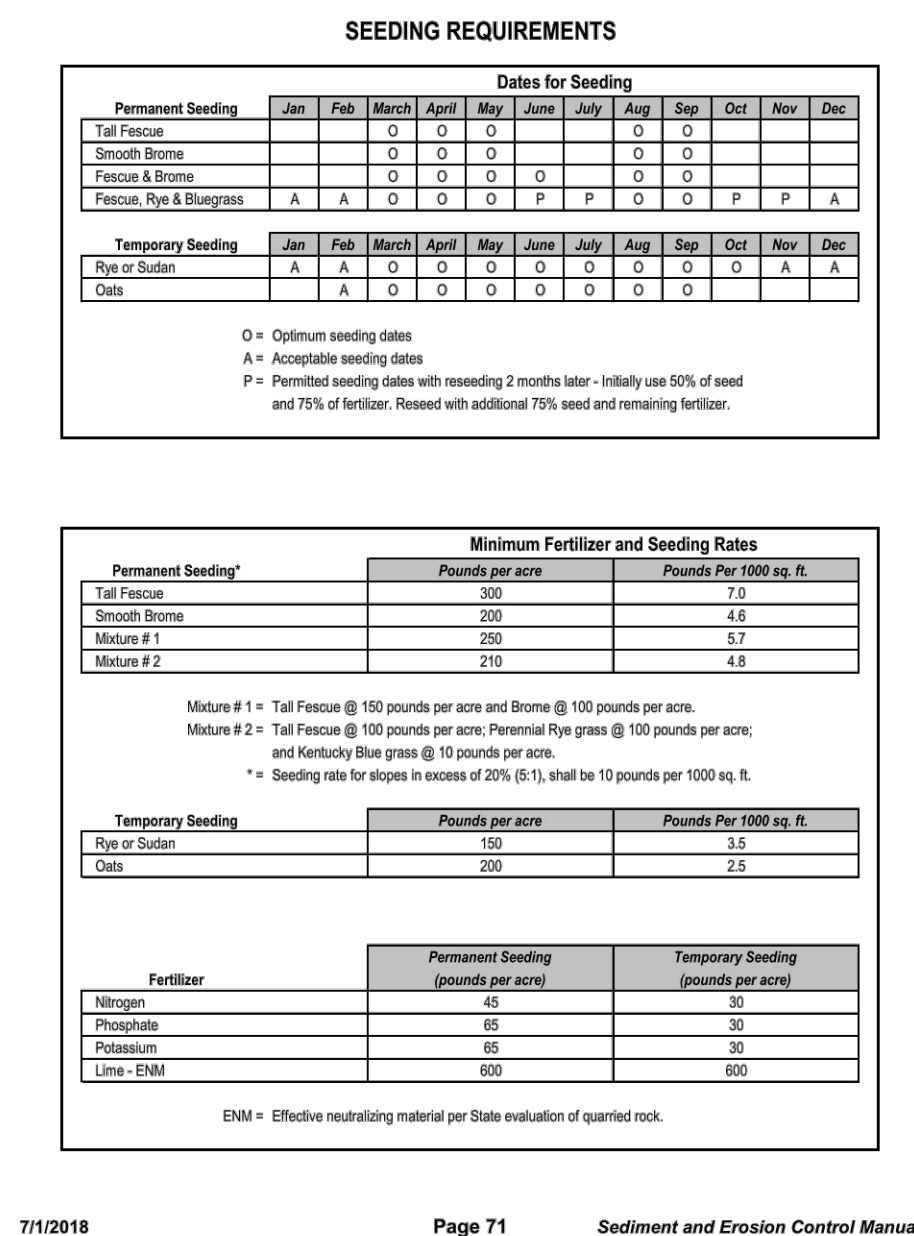 SEEDING REQUIREMENTS
Dates for Seeding
Permanent Seeding Jan Feb March April May June July Aug Sep Oct Nov Dec
Tall Fescue O O O O O
Smooth Brome O O O O O
Fescue & Brome O O O O O O
Fescue, Rye & Bluegrass A A O O O P P O O P P A
Temporary Seeding Jan Feb March April May June July Aug Sep Oct Nov Dec
Rye or Sudan A A O O O O O O O O A A
Oats A O O O O O O O
O = Optimum seeding dates
A = Acceptable seeding dates
P = Permitted seeding dates with reseeding 2 months later - Initially use 50% of seed
and 75% of fertilizer. Reseed with additional 75% seed and remaining fertilizer.
Minimum Fertilizer and Seeding Rates
Permanent Seeding* Pounds per acre Pounds Per 1000 sq. ft.
Tall Fescue 300 7.0
Smooth Brome 200 4.6
Mixture # 1 250 5.7
Mixture # 2 210 4.8
Mixture # 1 = Tall Fescue @ 150 pounds per acre and Brome @ 100 pounds per acre.
Mixture # 2 = Tall Fescue @ 100 pounds per acre; Perennial Rye grass @ 100 pounds per acre;
and Kentucky Blue grass @ 10 pounds per acre.
* = Seeding rate for slopes in excess of 20% (5:1), shall be 10 pounds per 1000 sq. ft.
Temporary Seeding Pounds per acre Pounds Per 1000 sq. ft.
Rye or Sudan 150 3.5
Oats 200 2.5
Permanent Seeding Temporary Seeding
Fertilizer (pounds per acre) (pounds per acre)
Nitrogen 45 30
Phosphate 65 30
Potassium 65 30
Lime - ENM 600 600
ENM = Effective neutralizing material per State evaluation of quarried rock.
7/1/2018 Page 71 Sediment and Erosion Control Manua